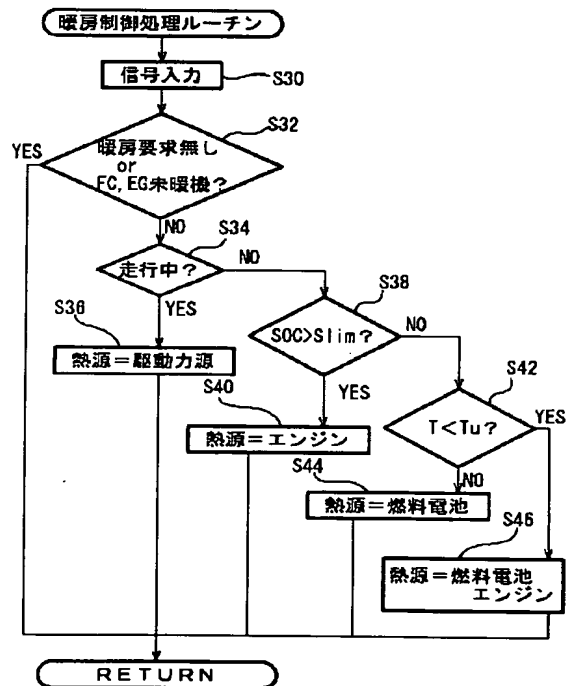 暖房制御処理ルーチン
信号入力
S30
S32
YES
暖房要求無し
or
FC,EG未暖機?
NO
S34
走行中?
NO
S36
YES
S38
SOC>Slim?
NO
熱源=駆動力源
S40
YES
S42
熱源=エンジン
T<Tu?
YES
S44
NO
熱源=燃料電池
S46
熱源=燃料電池
エンジン
RETURN